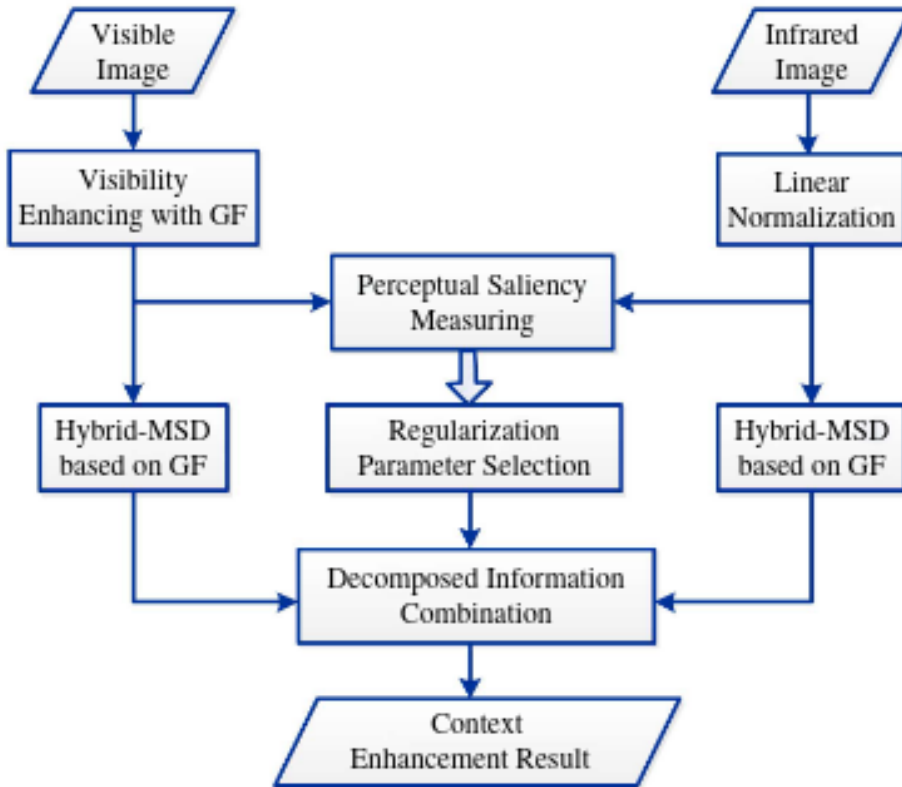 Visible
Image
Infrared
Image
Visibility
Enhancing with GF
Linear
Normalization
Perceptual Saliency
Measuring
Hybrid-MSD
based on GF
Regularization
Parameter Selection
Hybrid-MSD
based on GF
Decomposed Information
Combination
Context
Enhancement Result